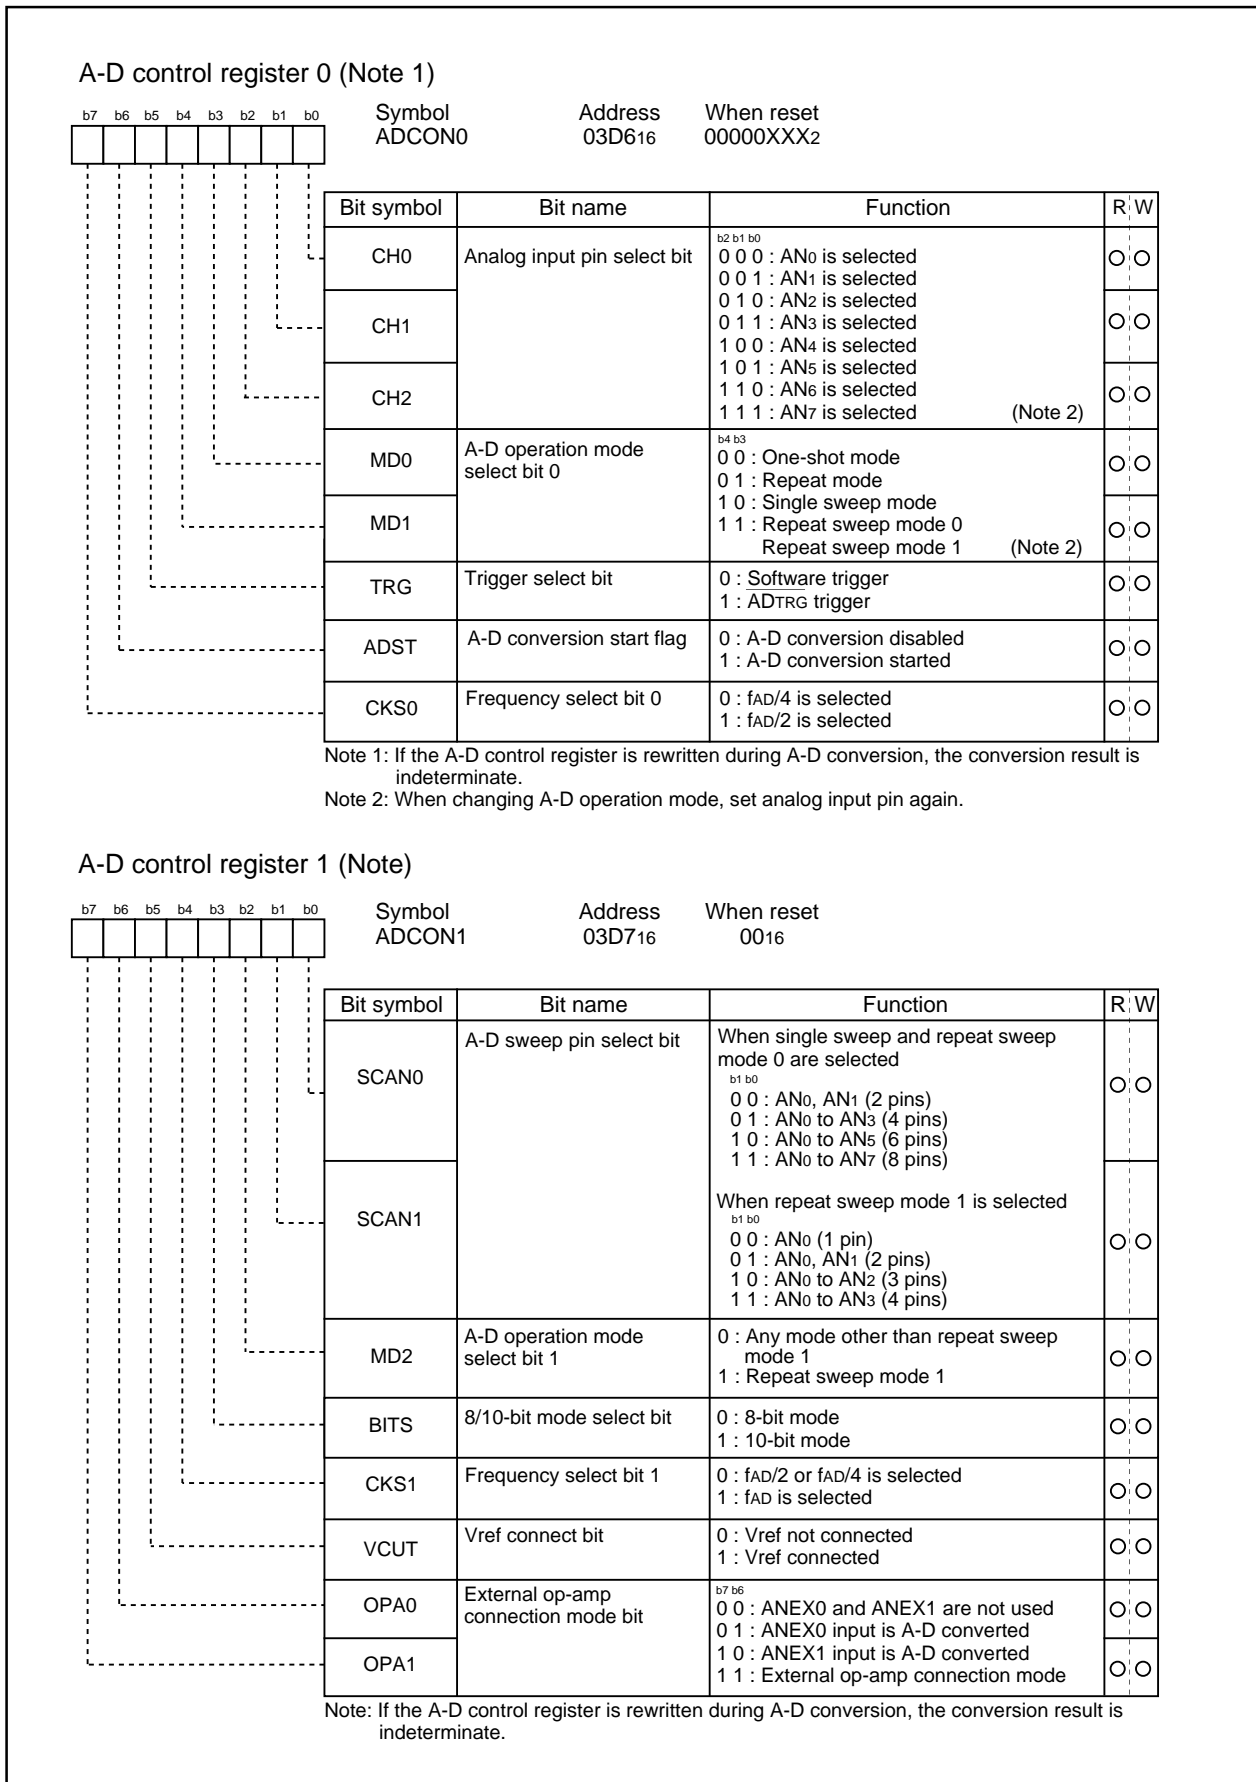 A-D control register 0 (Note 1)
b7 b6 b5 b4 b3 b2 b1 b0
Symbol Address When reset
ADCON0 03D616 00000XXX2
Bit symbol Bit name Function R W
CH0 Analog input pin select bit
b2 b1 b0
0 0 0 : AN0 is selected
0 0 1 : AN1 is selected
0 1 0 : AN2 is selected
CH1
0 1 1 : AN3 is selected
1 0 0 : AN4 is selected
1 0 1 : AN5 is selected
CH2
1 1 0 : AN6 is selected
1 1 1 : AN7 is selected (Note 2)
MD0 A-D operation mode
select bit 0
b4 b3
0 0 : One-shot mode
0 1 : Repeat mode
MD1
1 0 : Single sweep mode
1 1 : Repeat sweep mode 0
Repeat sweep mode 1 (Note 2)
TRG Trigger select bit
0 : Software trigger
1 : ADTRG trigger
ADST A-D conversion start flag
0 : A-D conversion disabled
1 : A-D conversion started
CKS0 Frequency select bit 0
0 : fAD/4 is selected
1 : fAD/2 is selected
Note 1: If the A-D control register is rewritten during A-D conversion, the conversion result is
indeterminate.
Note 2: When changing A-D operation mode, set analog input pin again.
A-D control register 1 (Note)
b7 b6 b5 b4 b3 b2 b1 b0
Symbol Address When reset
ADCON1 03D716 0016
Bit symbol Bit name Function R W
SCAN0 A-D sweep pin select bit
When single sweep and repeat sweep
mode 0 are selected
b1 b0
0 0 : AN0, AN1 (2 pins)
0 1 : AN0 to AN3 (4 pins)
1 0 : AN0 to AN5 (6 pins)
1 1 : AN0 to AN7 (8 pins)
SCAN1
When repeat sweep mode 1 is selected
b1 b0
0 0 : AN0 (1 pin)
0 1 : AN0, AN1 (2 pins)
1 0 : AN0 to AN2 (3 pins)
1 1 : AN0 to AN3 (4 pins)
MD2 A-D operation mode
select bit 1
0 : Any mode other than repeat sweep
mode 1
1 : Repeat sweep mode 1
BITS 8/10-bit mode select bit
0 : 8-bit mode
1 : 10-bit mode
CKS1 Frequency select bit 1
0 : fAD/2 or fAD/4 is selected
1 : fAD is selected
VCUT Vref connect bit
0 : Vref not connected
1 : Vref connected
OPA0 External op-amp
connection mode bit
b7 b6
0 0 : ANEX0 and ANEX1 are not used
0 1 : ANEX0 input is A-D converted
OPA1
1 0 : ANEX1 input is A-D converted
1 1 : External op-amp connection mode
Note: If the A-D control register is rewritten during A-D conversion, the conversion result is
indeterminate.